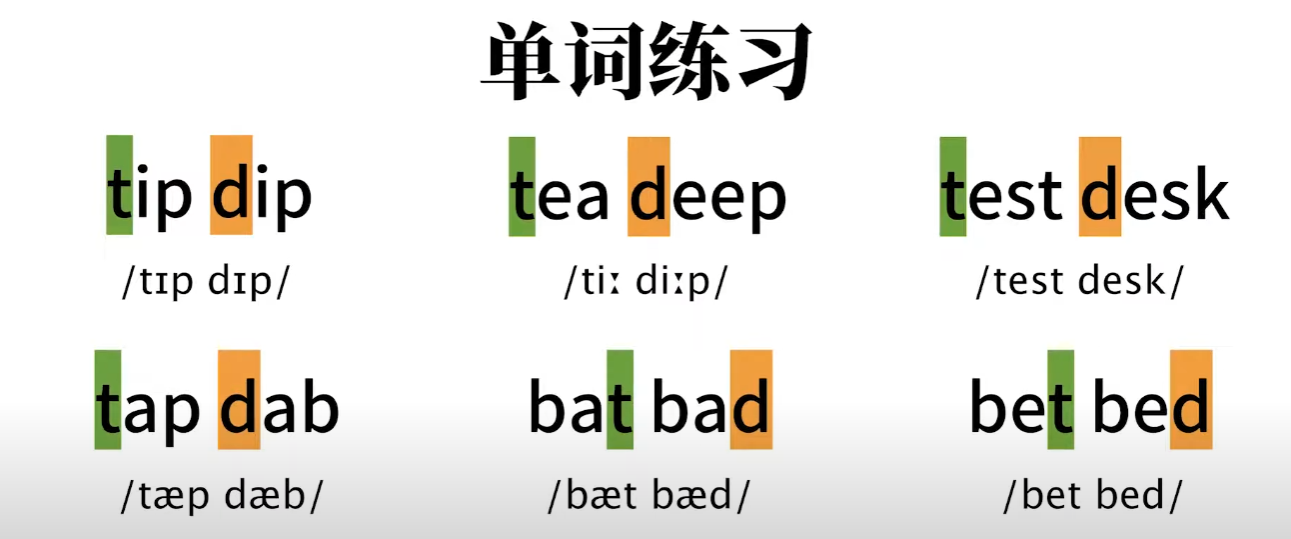 单词练习
tip dip tea deep test desk
/tɪp dɪp/ /tiː diːp/ /test desk/
tap dab bat bad bet bed
/tæp dæb/ /bæt bæd/ /bet bed/